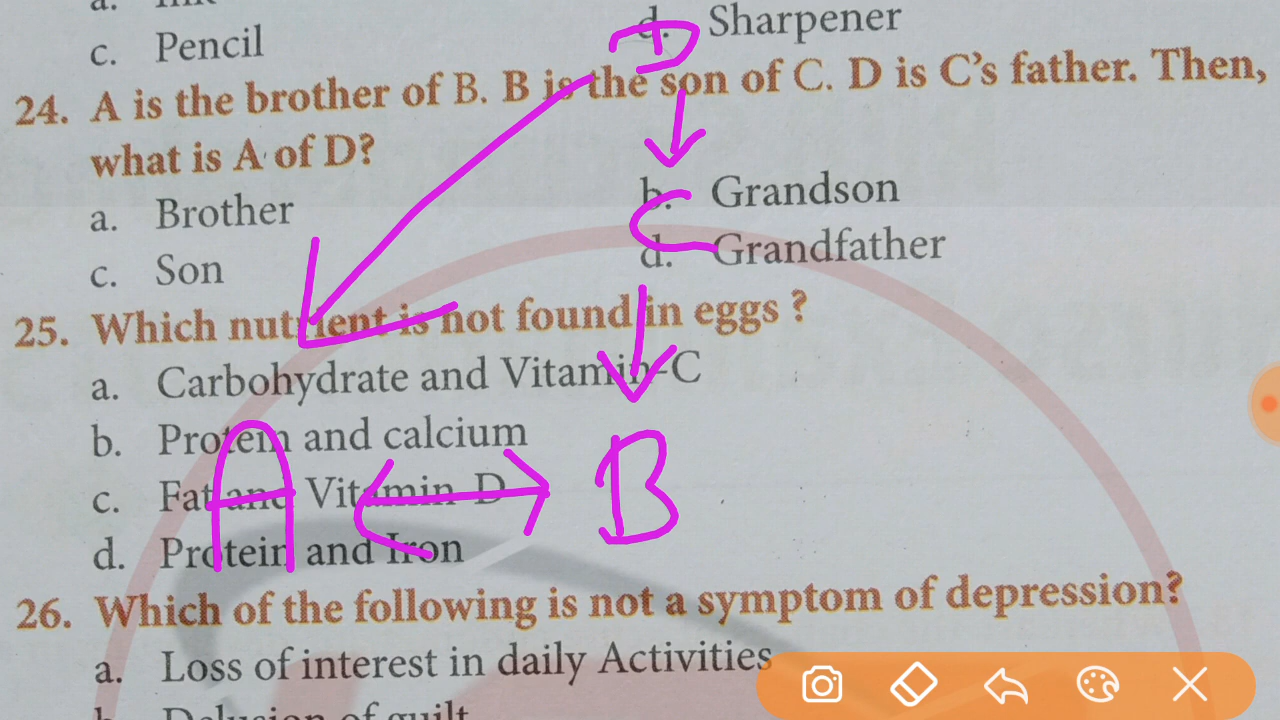 c. Pencil
d. Sharpener
24. A is the brother of B. B is the son of C. D is C's father. Then,
what is A of D?
a. Brother
b. Grandson
c. Son
d. Grandfather
25. Which nutrient is not found in eggs ?
a. Carbohydrate and Vitamin-C
b. Protein and calcium
c. Fat and Vitamin D
d. Protein and Iron
26. Which of the following is not a symptom of depression?
a. Loss of interest in daily Activities
b. Delusion of guilt
D
C
A
B